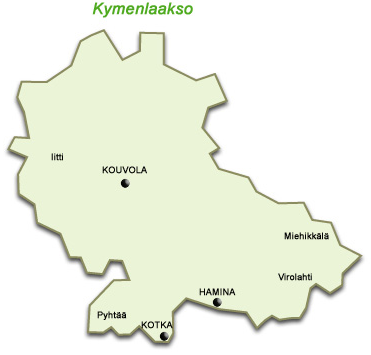 Kymenlaakso
Iitti
KOUVOLA
Miehikkälä
Virolahti
HAMINA
Pyhtää
KOTKA